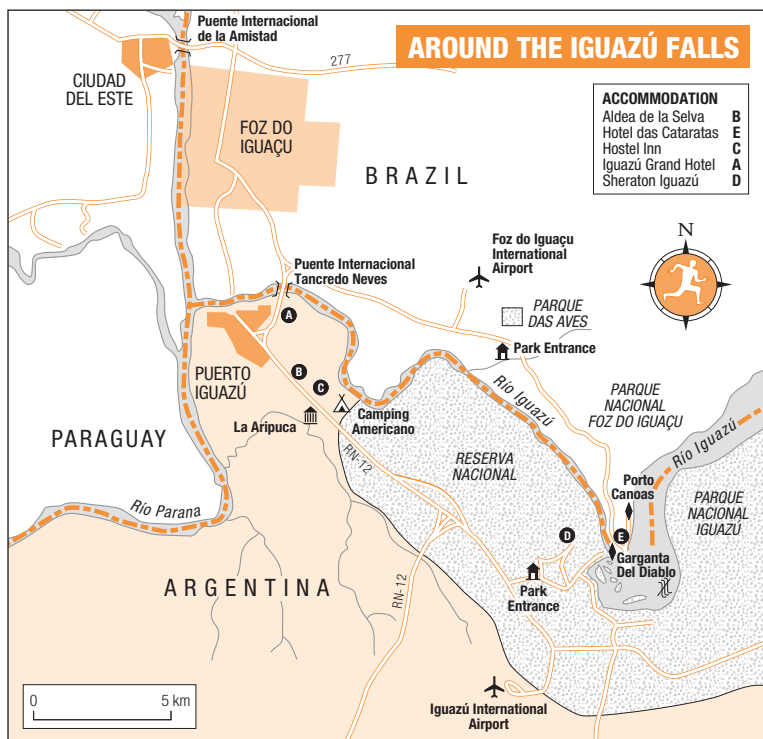 Puente Internacional
de la Amistad
AROUND THE IGUAZÚ FALLS
277
CIUDAD
DEL ESTE
ACCOMMODATION
Aldea de la Selva B
Hotel das Cataratas E
Hostel Inn C
Iguazú Grand Hotel A
Sheraton Iguazú D
FOZ DO
IGUAÇU
BRAZIL
N
Foz do Iguaçu
International
Airport
Puente Internacional
Tancredo Neves
PARQUE
DAS AVES
A
Park Entrance
B
PUERTO
IGUAZÚ
C
Camping
Americano
La Aripuca
Río Iguazú
PARQUE
NACIONAL
FOZ DO IGUAÇU
Río Iguazú
PARAGUAY
RN-12
RESERVA
NACIONAL
Porto
Canoas
PARQUE
NACIONAL
IGUAZÚ
Río Parana
D
E
Garganta
Del Diablo
ARGENTINA
RN-12
Park
Entrance
0 5 km
Iguazú International
Airport